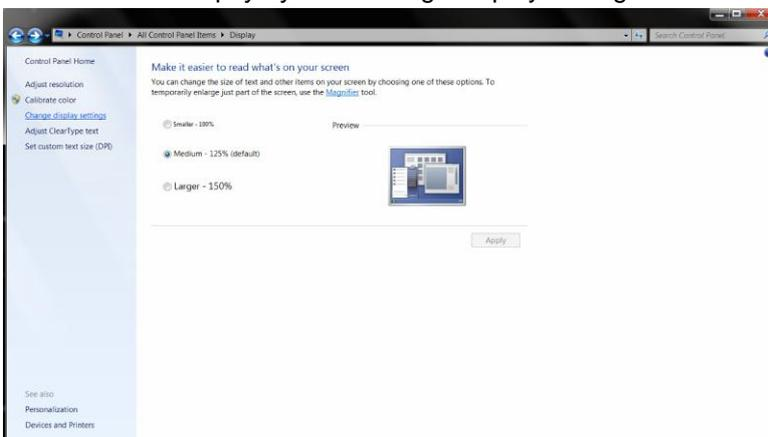 Control Panel ▸ All Control Panel Items ▸ Display
Search Control Panel
Control Panel Home
Adjust resolution
Calibrate color
Change display settings
Adjust ClearType text
Set custom text size (DPI)
Make it easier to read what's on your screen
You can change the size of text and other items on your screen by choosing one of these options. To
temporarily enlarge just part of the screen, use the Magnifier tool.
Smaller - 100%
Preview
Medium - 125% (default)
Larger - 150%
Apply
See also
Personalization
Devices and Printers